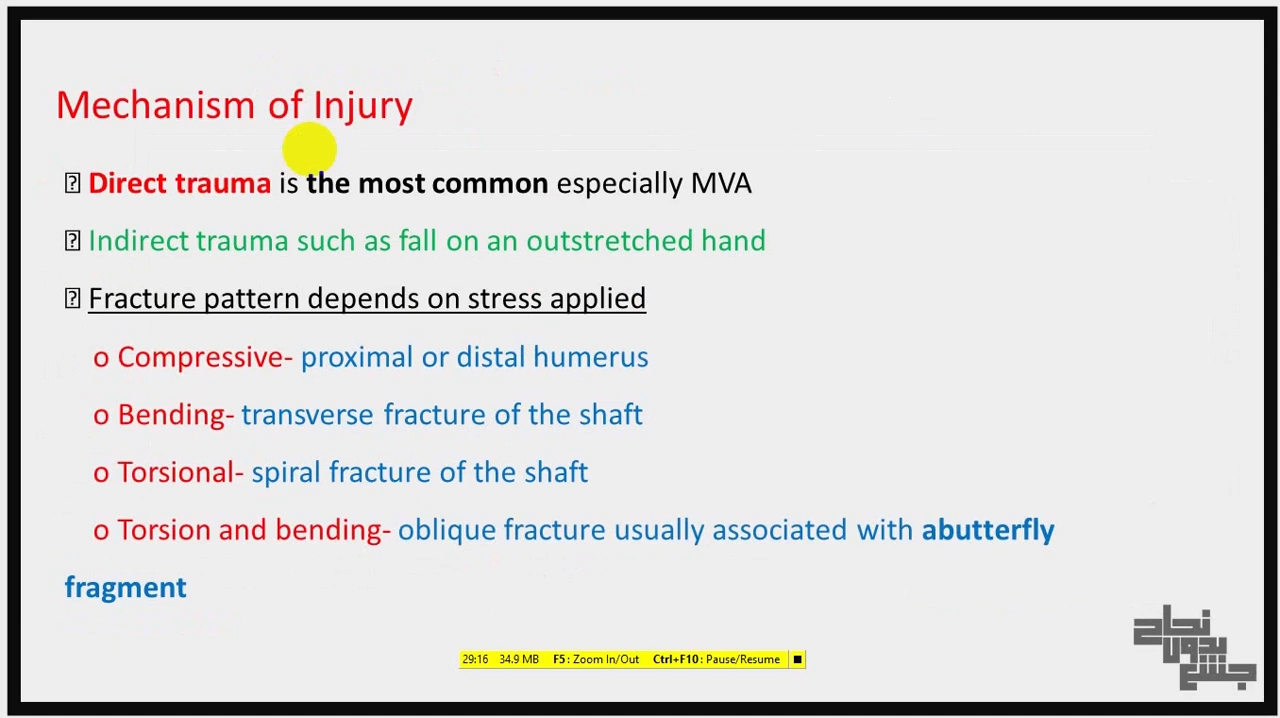 Mechanism of Injury
Direct trauma is the most common especially MVA
Indirect trauma such as fall on an outstretched hand
Fracture pattern depends on stress applied
o Compressive- proximal or distal humerus
o Bending- transverse fracture of the shaft
o Torsional- spiral fracture of the shaft
o Torsion and bending- oblique fracture usually associated with abutterfly
fragment
29:16 34.9 MB F5: Zoom In/Out Ctrl+F10: Pause/Resume
نجاح
بدون
جشع